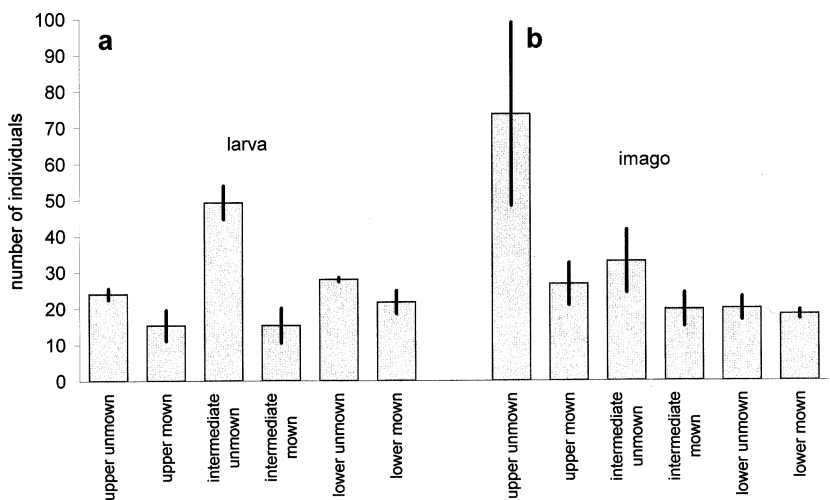 number of individuals
100
90
80
70
60
50
40
30
20
10
0
a
larva
upper unmown
upper mown
intermediate
unmown
intermediate
mown
lower unmown
lower mown
b
imago
upper unmown
upper mown
intermediate
unmown
intermediate
mown
lower unmown
lower mown